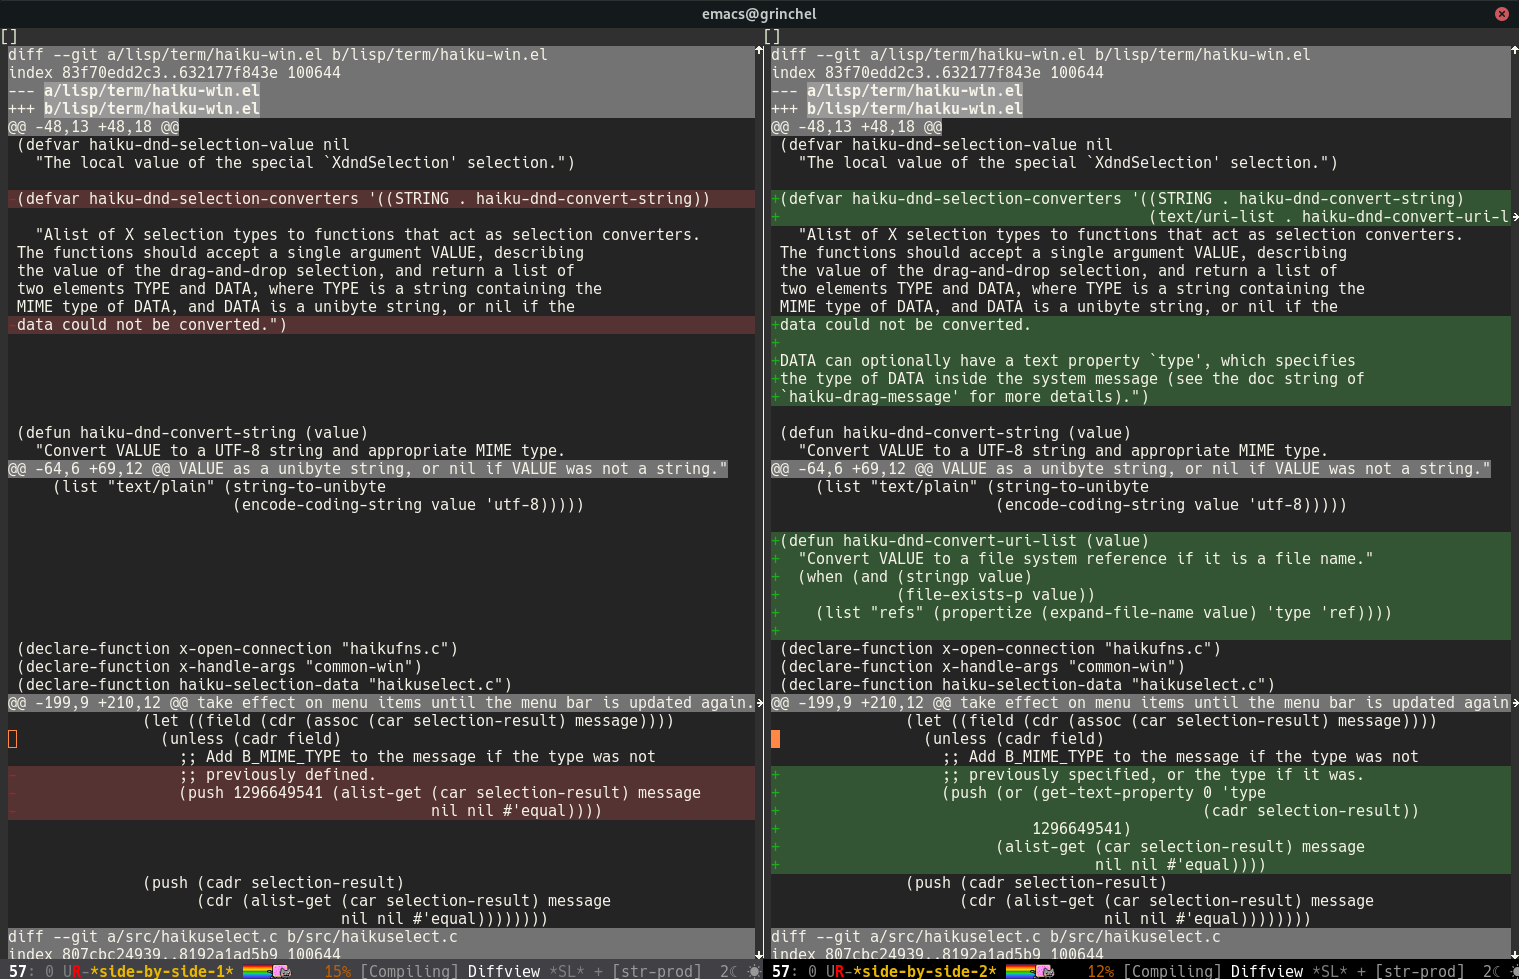 emacs@grinchel
[]
diff --git a/lisp/term/haiku-win.el b/lisp/term/haiku-win.el
index 83f70edd2c3..632177f843e 100644
--- a/lisp/term/haiku-win.el
+++ b/lisp/term/haiku-win.el
@@ -48,13 +48,18 @@
(defvar haiku-dnd-selection-value nil
"The local value of the special `XdndSelection' selection.")
-(defvar haiku-dnd-selection-converters '((STRING . haiku-dnd-convert-string))
"Alist of X selection types to functions that act as selection converters.
The functions should accept a single argument VALUE, describing
the value of the drag-and-drop selection, and return a list of
two elements TYPE and DATA, where TYPE is a string containing the
MIME type of DATA, and DATA is a unibyte string, or nil if the
-data could not be converted.")
(defun haiku-dnd-convert-string (value)
"Convert VALUE to a UTF-8 string and appropriate MIME type.
@@ -64,6 +69,12 @@ VALUE as a unibyte string, or nil if VALUE was not a string."
(list "text/plain" (string-to-unibyte
(encode-coding-string value 'utf-8)))))
(declare-function x-open-connection "haikufns.c")
(declare-function x-handle-args "common-win")
(declare-function haiku-selection-data "haikuselect.c")
@@ -199,9 +210,12 @@ take effect on menu items until the menu bar is updated again.
(let ((field (cdr (assoc (car selection-result) message))))
(unless (cadr field)
;; Add B_MIME_TYPE to the message if the type was not
- ;; previously defined.
- (push 1296649541 (alist-get (car selection-result) message
- nil nil #'equal))))
(push (cadr selection-result)
(cdr (alist-get (car selection-result) message
nil nil #'equal))))))))
diff --git a/src/haikuselect.c b/src/haikuselect.c
index 807cbc24939..8192a1ad5b9 100644
57: 0 UR-*side-by-side-1* 15% [Compiling] Diffview *SL* + [str-prod] 2
[]
diff --git a/lisp/term/haiku-win.el b/lisp/term/haiku-win.el
index 83f70edd2c3..632177f843e 100644
--- a/lisp/term/haiku-win.el
+++ b/lisp/term/haiku-win.el
@@ -48,13 +48,18 @@
(defvar haiku-dnd-selection-value nil
"The local value of the special `XdndSelection' selection.")
+(defvar haiku-dnd-selection-converters '((STRING . haiku-dnd-convert-string)
+ (text/uri-list . haiku-dnd-convert-uri-l
"Alist of X selection types to functions that act as selection converters.
The functions should accept a single argument VALUE, describing
the value of the drag-and-drop selection, and return a list of
two elements TYPE and DATA, where TYPE is a string containing the
MIME type of DATA, and DATA is a unibyte string, or nil if the
+data could not be converted.
+
+DATA can optionally have a text property `type', which specifies
+the type of DATA inside the system message (see the doc string of
+`haiku-drag-message' for more details).")
(defun haiku-dnd-convert-string (value)
"Convert VALUE to a UTF-8 string and appropriate MIME type.
@@ -64,6 +69,12 @@ VALUE as a unibyte string, or nil if VALUE was not a string."
(list "text/plain" (string-to-unibyte
(encode-coding-string value 'utf-8)))))
+(defun haiku-dnd-convert-uri-list (value)
+ "Convert VALUE to a file system reference if it is a file name."
+ (when (and (stringp value)
+ (file-exists-p value))
+ (list "refs" (propertize (expand-file-name value) 'type 'ref))))
+
(declare-function x-open-connection "haikufns.c")
(declare-function x-handle-args "common-win")
(declare-function haiku-selection-data "haikuselect.c")
@@ -199,9 +210,12 @@ take effect on menu items until the menu bar is updated again
(let ((field (cdr (assoc (car selection-result) message))))
(unless (cadr field)
;; Add B_MIME_TYPE to the message if the type was not
+ ;; previously specified, or the type if it was.
+ (push (or (get-text-property 0 'type
+ (cadr selection-result))
+ 1296649541)
+ (alist-get (car selection-result) message
+ nil nil #'equal))))
(push (cadr selection-result)
(cdr (alist-get (car selection-result) message
nil nil #'equal))))))))
diff --git a/src/haikuselect.c b/src/haikuselect.c
index 807cbc24939..8192a1ad5b9 100644
57: 0 UR-*side-by-side-2* 12% [Compiling] Diffview *SL* + [str-prod] 2